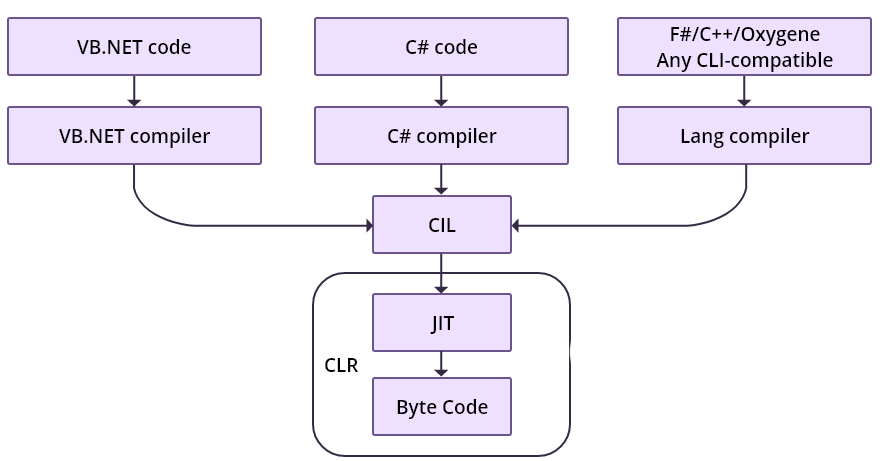 VB.NET code
C# code
F#/C++/Oxygene
Any CLI-compatible
VB.NET compiler
C# compiler
Lang compiler
CIL
JIT
CLR
Byte Code